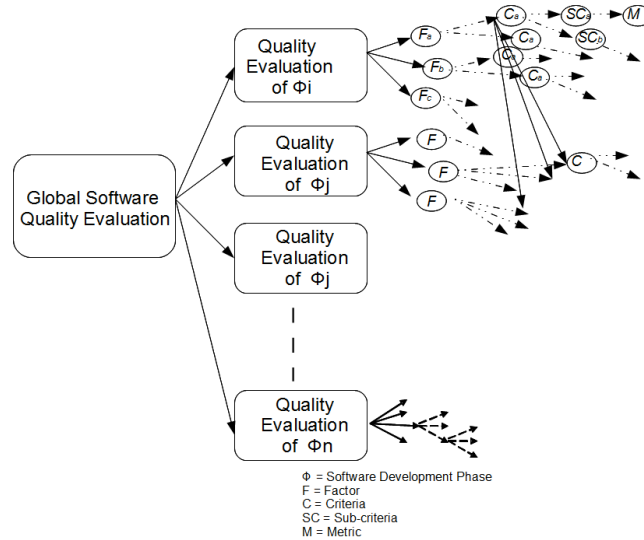 Quality
Evaluation
of Φi
Fa
Fb
Fc
Ca
SCa
M
Ca
SCb
Ca
Ca
Quality
Evaluation
of Φj
F
F
F
C
Global Software
Quality Evaluation
Quality
Evaluation
of Φj
Quality
Evaluation
of Φn
Φ = Software Development Phase
F = Factor
C = Criteria
SC = Sub-criteria
M = Metric